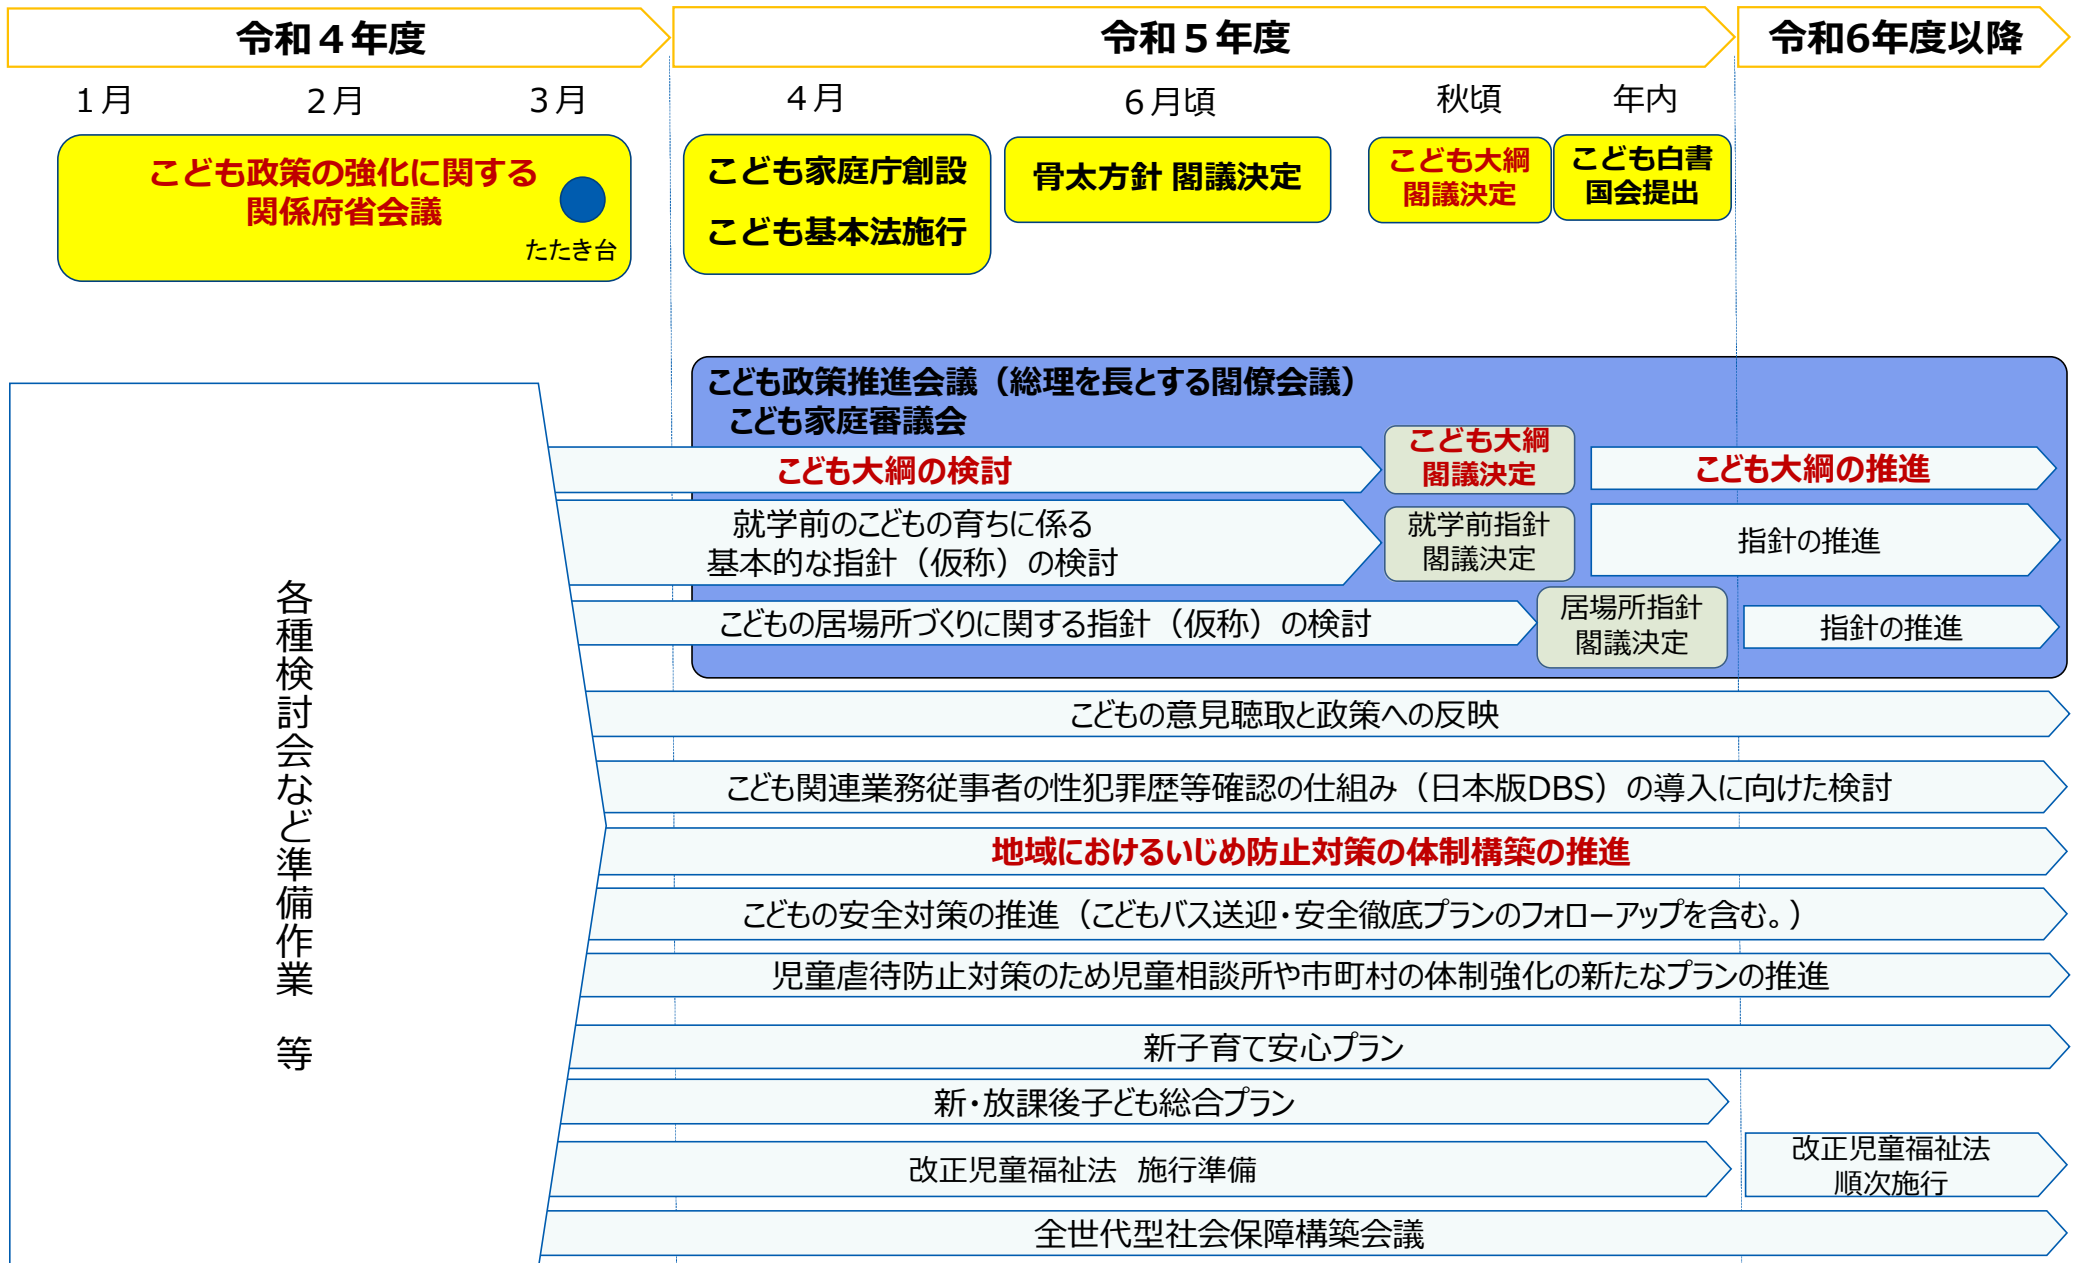 令和４年度
令和５年度
令和6年度以降
１月
２月
３月
４月
６月頃
秋頃
年内
こども政策の強化に関する
関係府省会議
たたき台
こども家庭庁創設
こども基本法施行
骨太方針 閣議決定
こども大綱
閣議決定
こども白書
国会提出
各種検討会など準備作業　等
こども政策推進会議（総理を長とする閣僚会議）
こども家庭審議会
こども大綱の検討
こども大綱
閣議決定
こども大綱の推進
就学前のこどもの育ちに係る
基本的な指針（仮称）の検討
就学前指針
閣議決定
指針の推進
こどもの居場所づくりに関する指針（仮称）の検討
居場所指針
閣議決定
指針の推進
こどもの意見聴取と政策への反映
こども関連業務従事者の性犯罪歴等確認の仕組み（日本版DBS）の導入に向けた検討
地域におけるいじめ防止対策の体制構築の推進
こどもの安全対策の推進（こどもバス送迎・安全徹底プランのフォローアップを含む。）
児童虐待防止対策のため児童相談所や市町村の体制強化の新たなプランの推進
新子育て安心プラン
新・放課後子ども総合プラン
改正児童福祉法　施行準備
改正児童福祉法
順次施行
全世代型社会保障構築会議